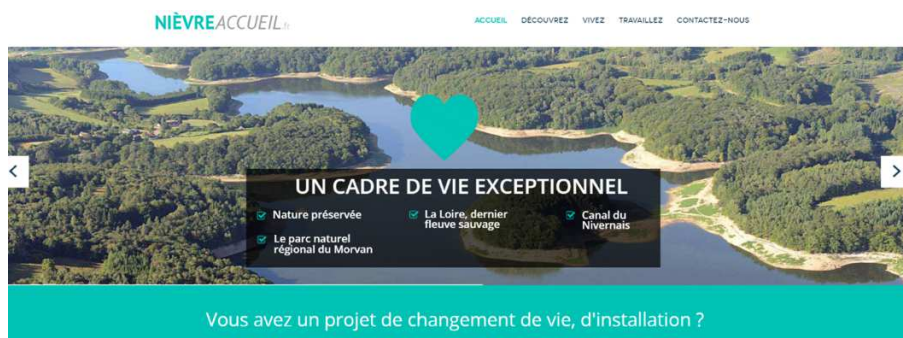 NIÈVREACCUEIL.fr
ACCUEIL DÉCOUVREZ VIVEZ TRAVAILLEZ CONTACTEZ-NOUS
UN CADRE DE VIE EXCEPTIONNEL
Nature préservée
Le parc naturel
régional du Morvan
La Loire, dernier
fleuve sauvage
Canal du
Nivernais
Vous avez un projet de changement de vie, d'installation ?